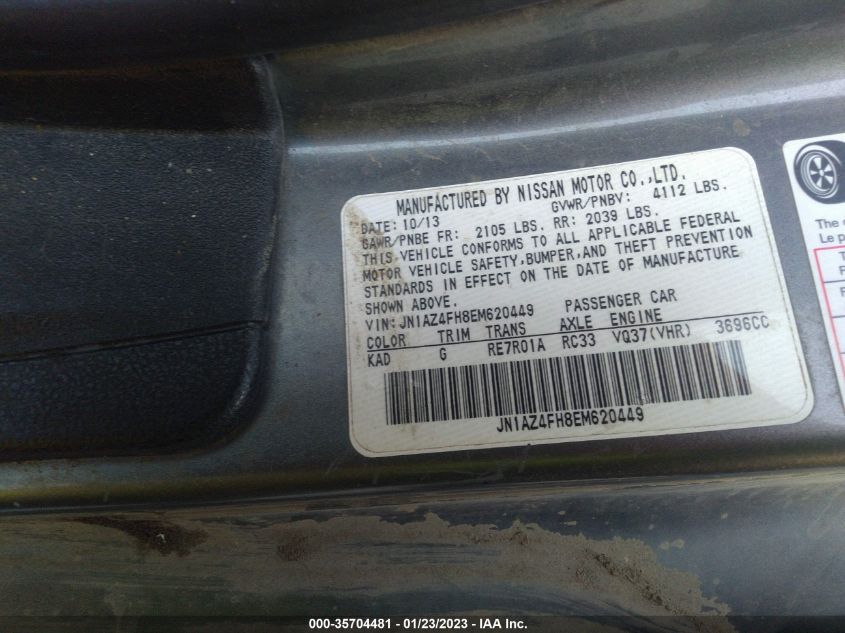 MANUFACTURED BY NISSAN MOTOR CO.,LTD.
DATE: 10/13 GVWR/PNBV: 4112 LBS.
GAWR/PNBE FR: 2105 LBS. RR: 2039 LBS.
THIS VEHICLE CONFORMS TO ALL APPLICABLE FEDERAL
MOTOR VEHICLE SAFETY,BUMPER,AND THEFT PREVENTION
STANDARDS IN EFFECT ON THE DATE OF MANUFACTURE
SHOWN ABOVE.
VIN:JN1AZ4FH8EM620449 PASSENGER CAR
COLOR TRIM TRANS AXLE ENGINE
KAD G RE7R01A RC33 VQ37(VHR) 3696CC
JN1AZ4FH8EM620449
Le p
000-35704481 - 01/23/2023 - IAA Inc.